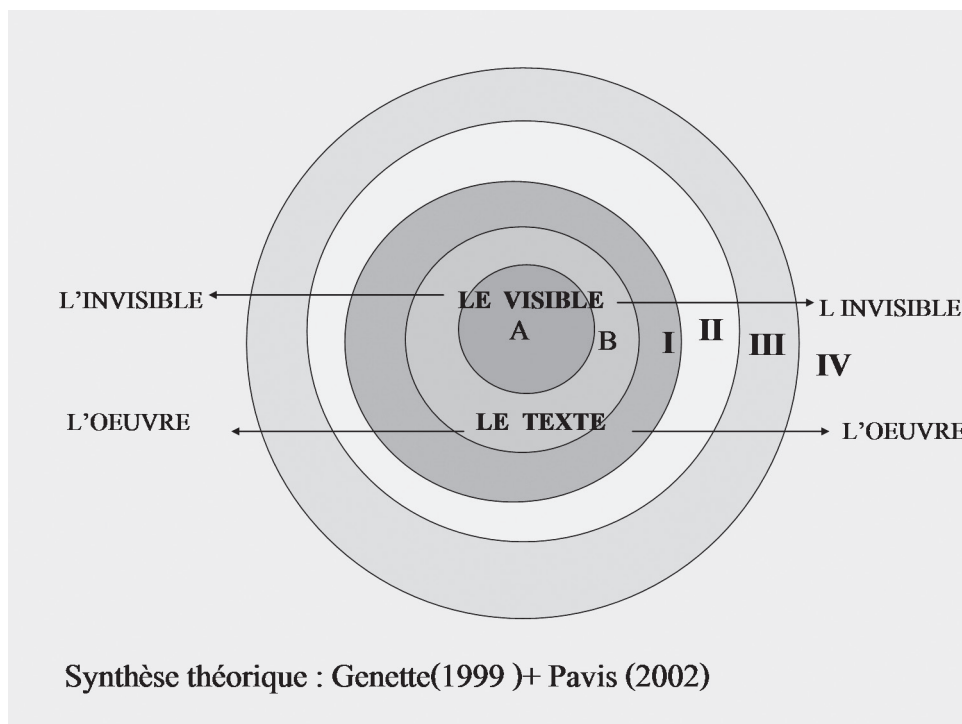 L'INVISIBLE LE VISIBLE L INVISIBLE
A B I II III IV
L'OEUVRE LE TEXTE L'OEUVRE
Synthèse théorique : Genette(1999 )+ Pavis (2002)